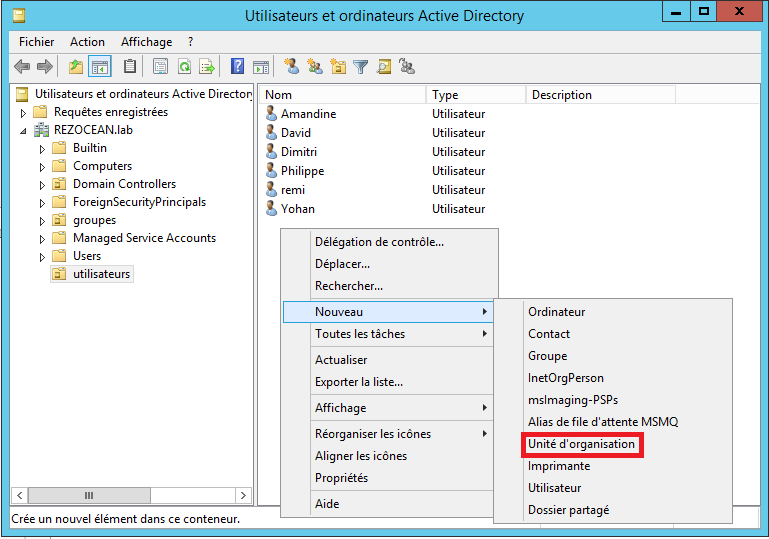 Utilisateurs et ordinateurs Active Directory
Fichier Action Affichage ?
Utilisateurs et ordinateurs Active Directory
Requêtes enregistrées
REZOCEAN.lab
Builtin
Computers
Domain Controllers
ForeignSecurityPrincipals
groupes
Managed Service Accounts
Users
utilisateurs
Nom Type Description
Amandine Utilisateur
David Utilisateur
Dimitri Utilisateur
Philippe Utilisateur
remi Utilisateur
Yohan Utilisateur
Délégation de contrôle...
Déplacer...
Rechercher...
Nouveau
Toutes les tâches
Actualiser
Exporter la liste...
Affichage
Réorganiser les icônes
Aligner les icônes
Propriétés
Aide
Ordinateur
Contact
Groupe
InetOrgPerson
msImaging-PSPs
Alias de file d'attente MSMQ
Unité d'organisation
Imprimante
Utilisateur
Dossier partagé
Crée un nouvel élément dans ce conteneur.